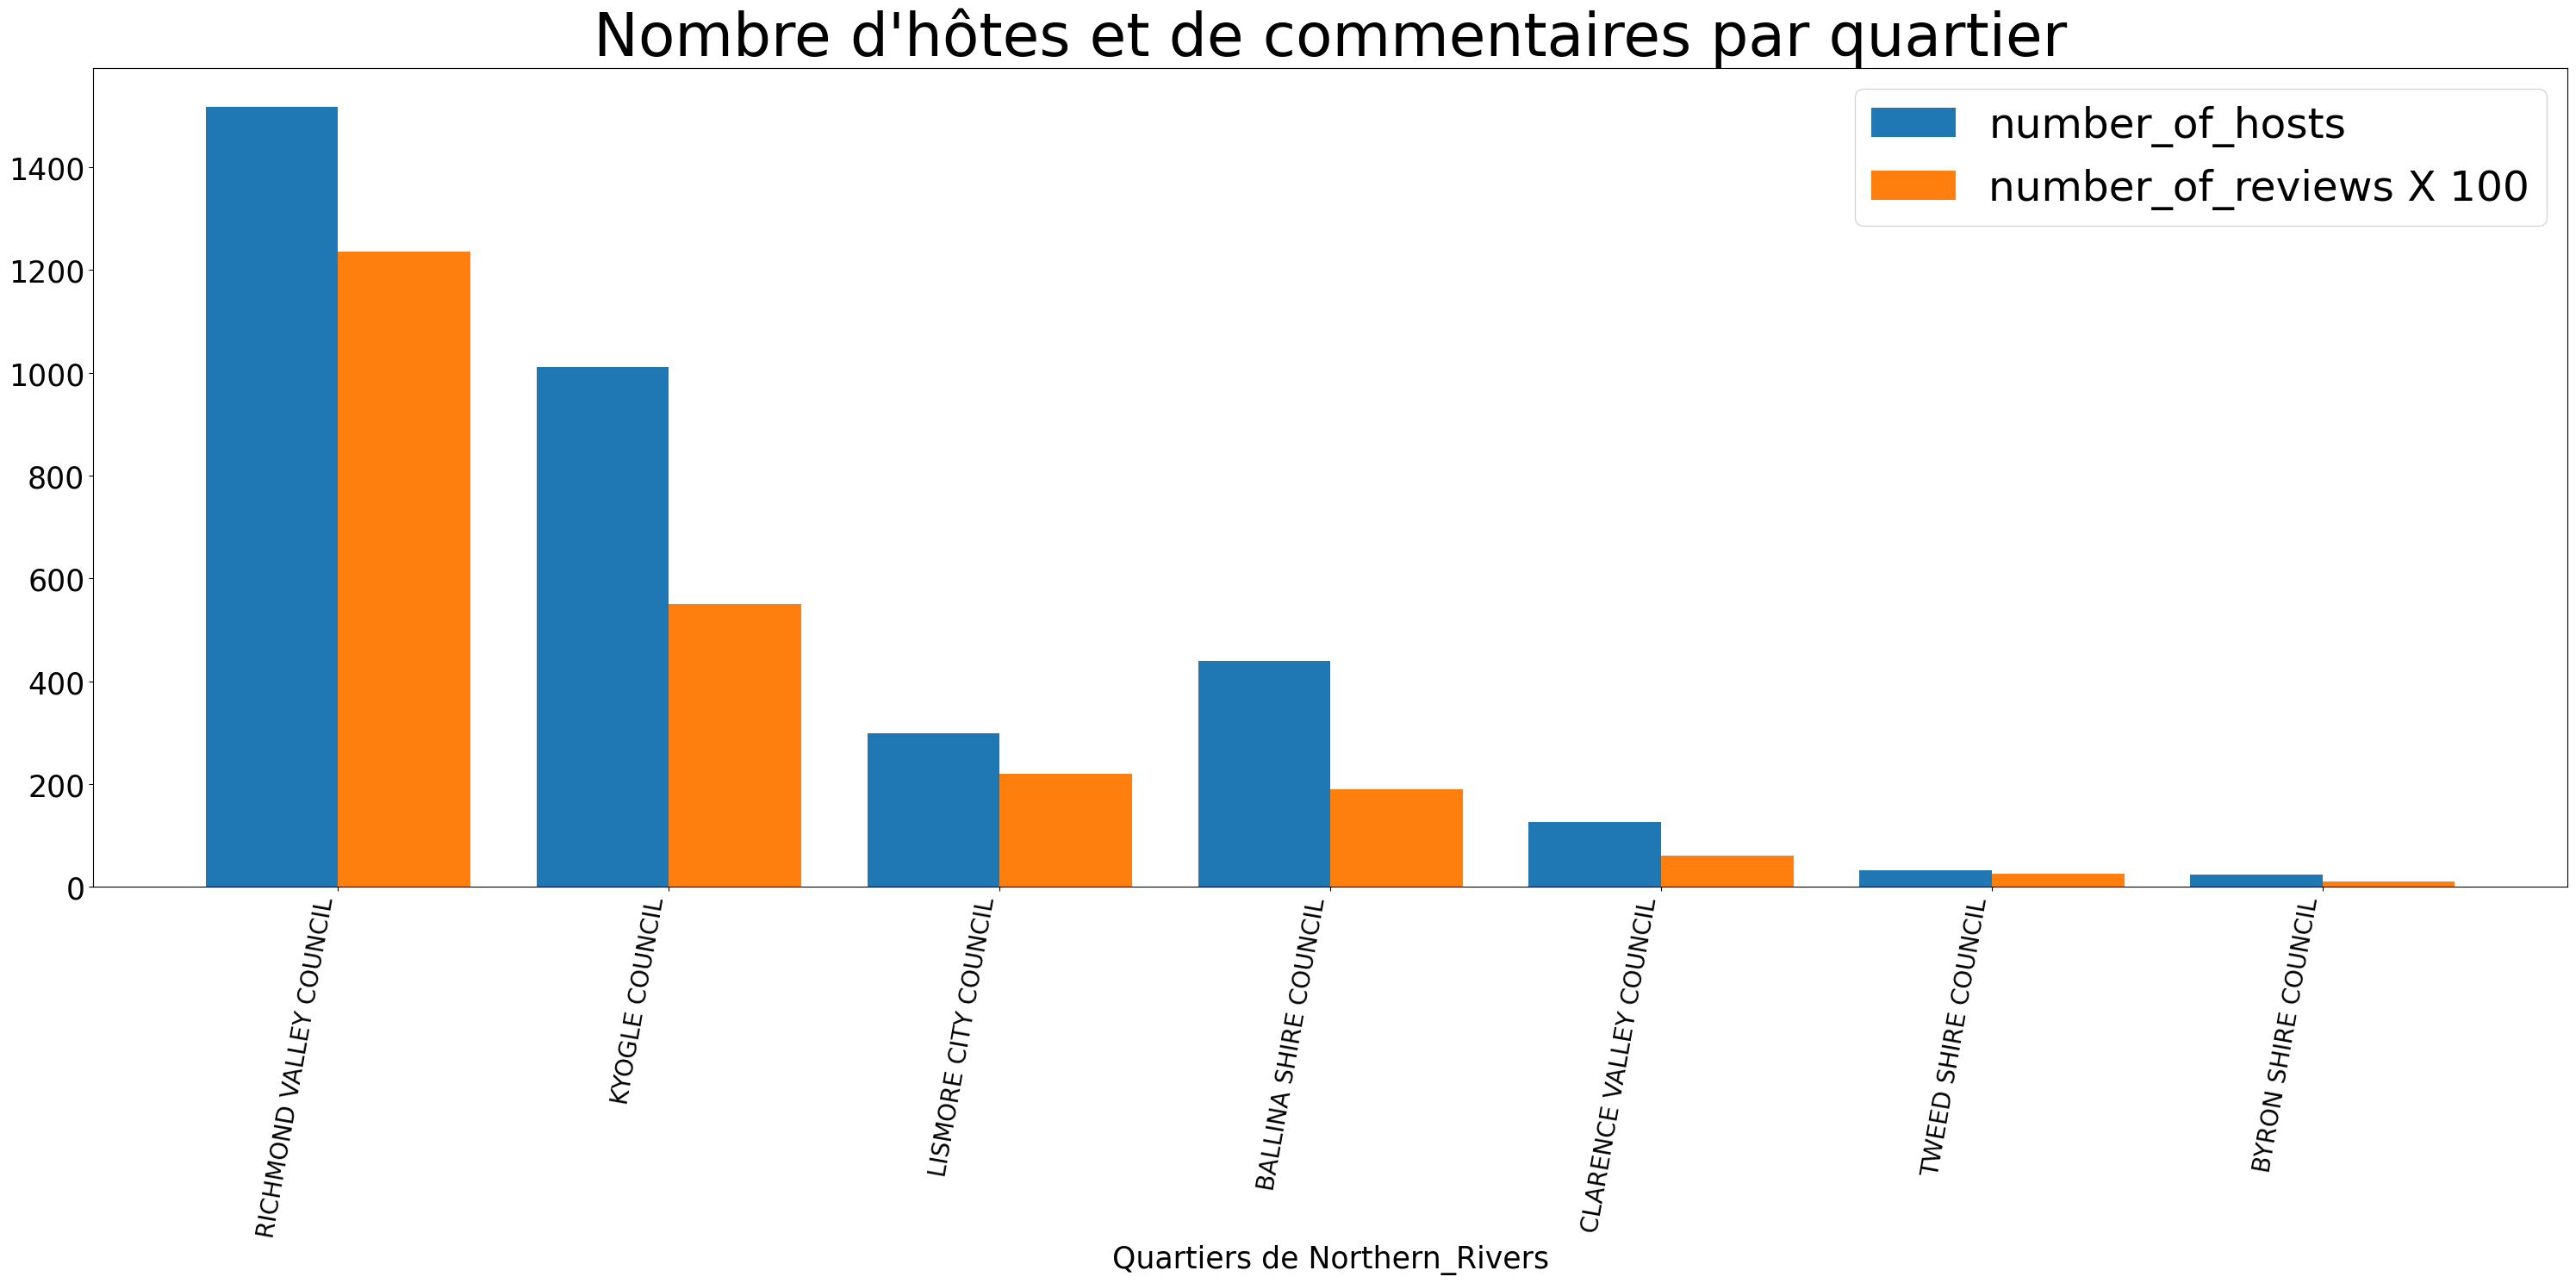 Nombre d'hôtes et de commentaires par quartier
number_of_hosts
number_of_reviews X 100
1400
1200
1000
800
600
400
200
0
RICHMOND VALLEY COUNCIL
KYOGLE COUNCIL
LISMORE CITY COUNCIL
BALLINA SHIRE COUNCIL
CLARENCE VALLEY COUNCIL
TWEED SHIRE COUNCIL
BYRON SHIRE COUNCIL
Quartiers de Northern_Rivers